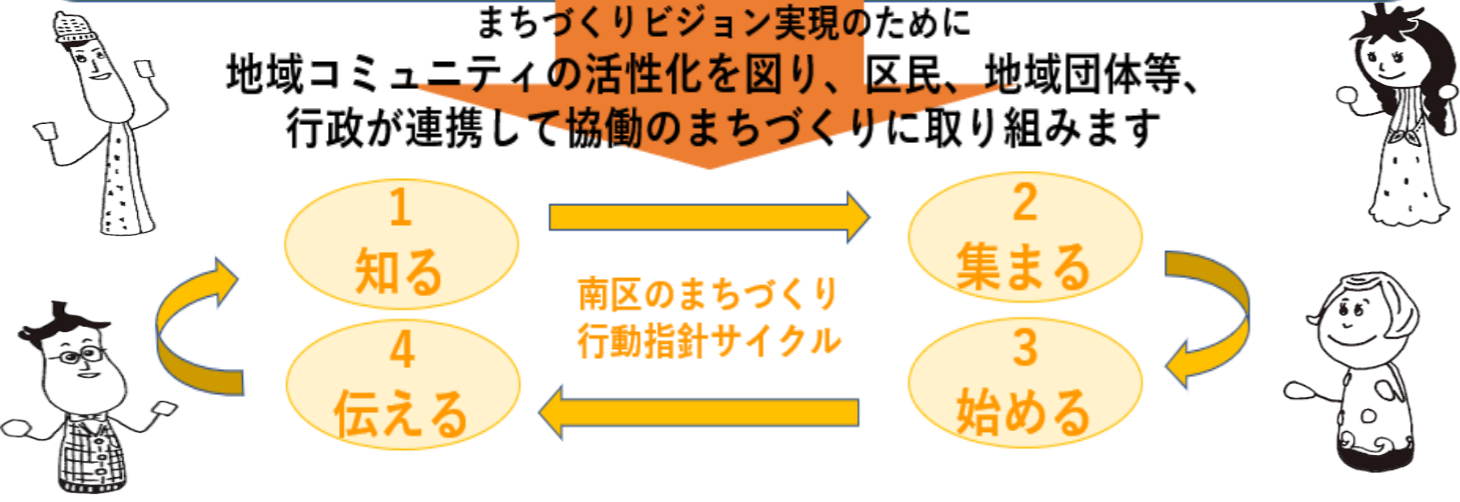 まちづくりビジョン実現のために
地域コミュニティの活性化を図り、区民、地域団体等、
行政が連携して協働のまちづくりに取り組みます
1
知る
2
集まる
南区のまちづくり
行動指針サイクル
4
伝える
3
始める